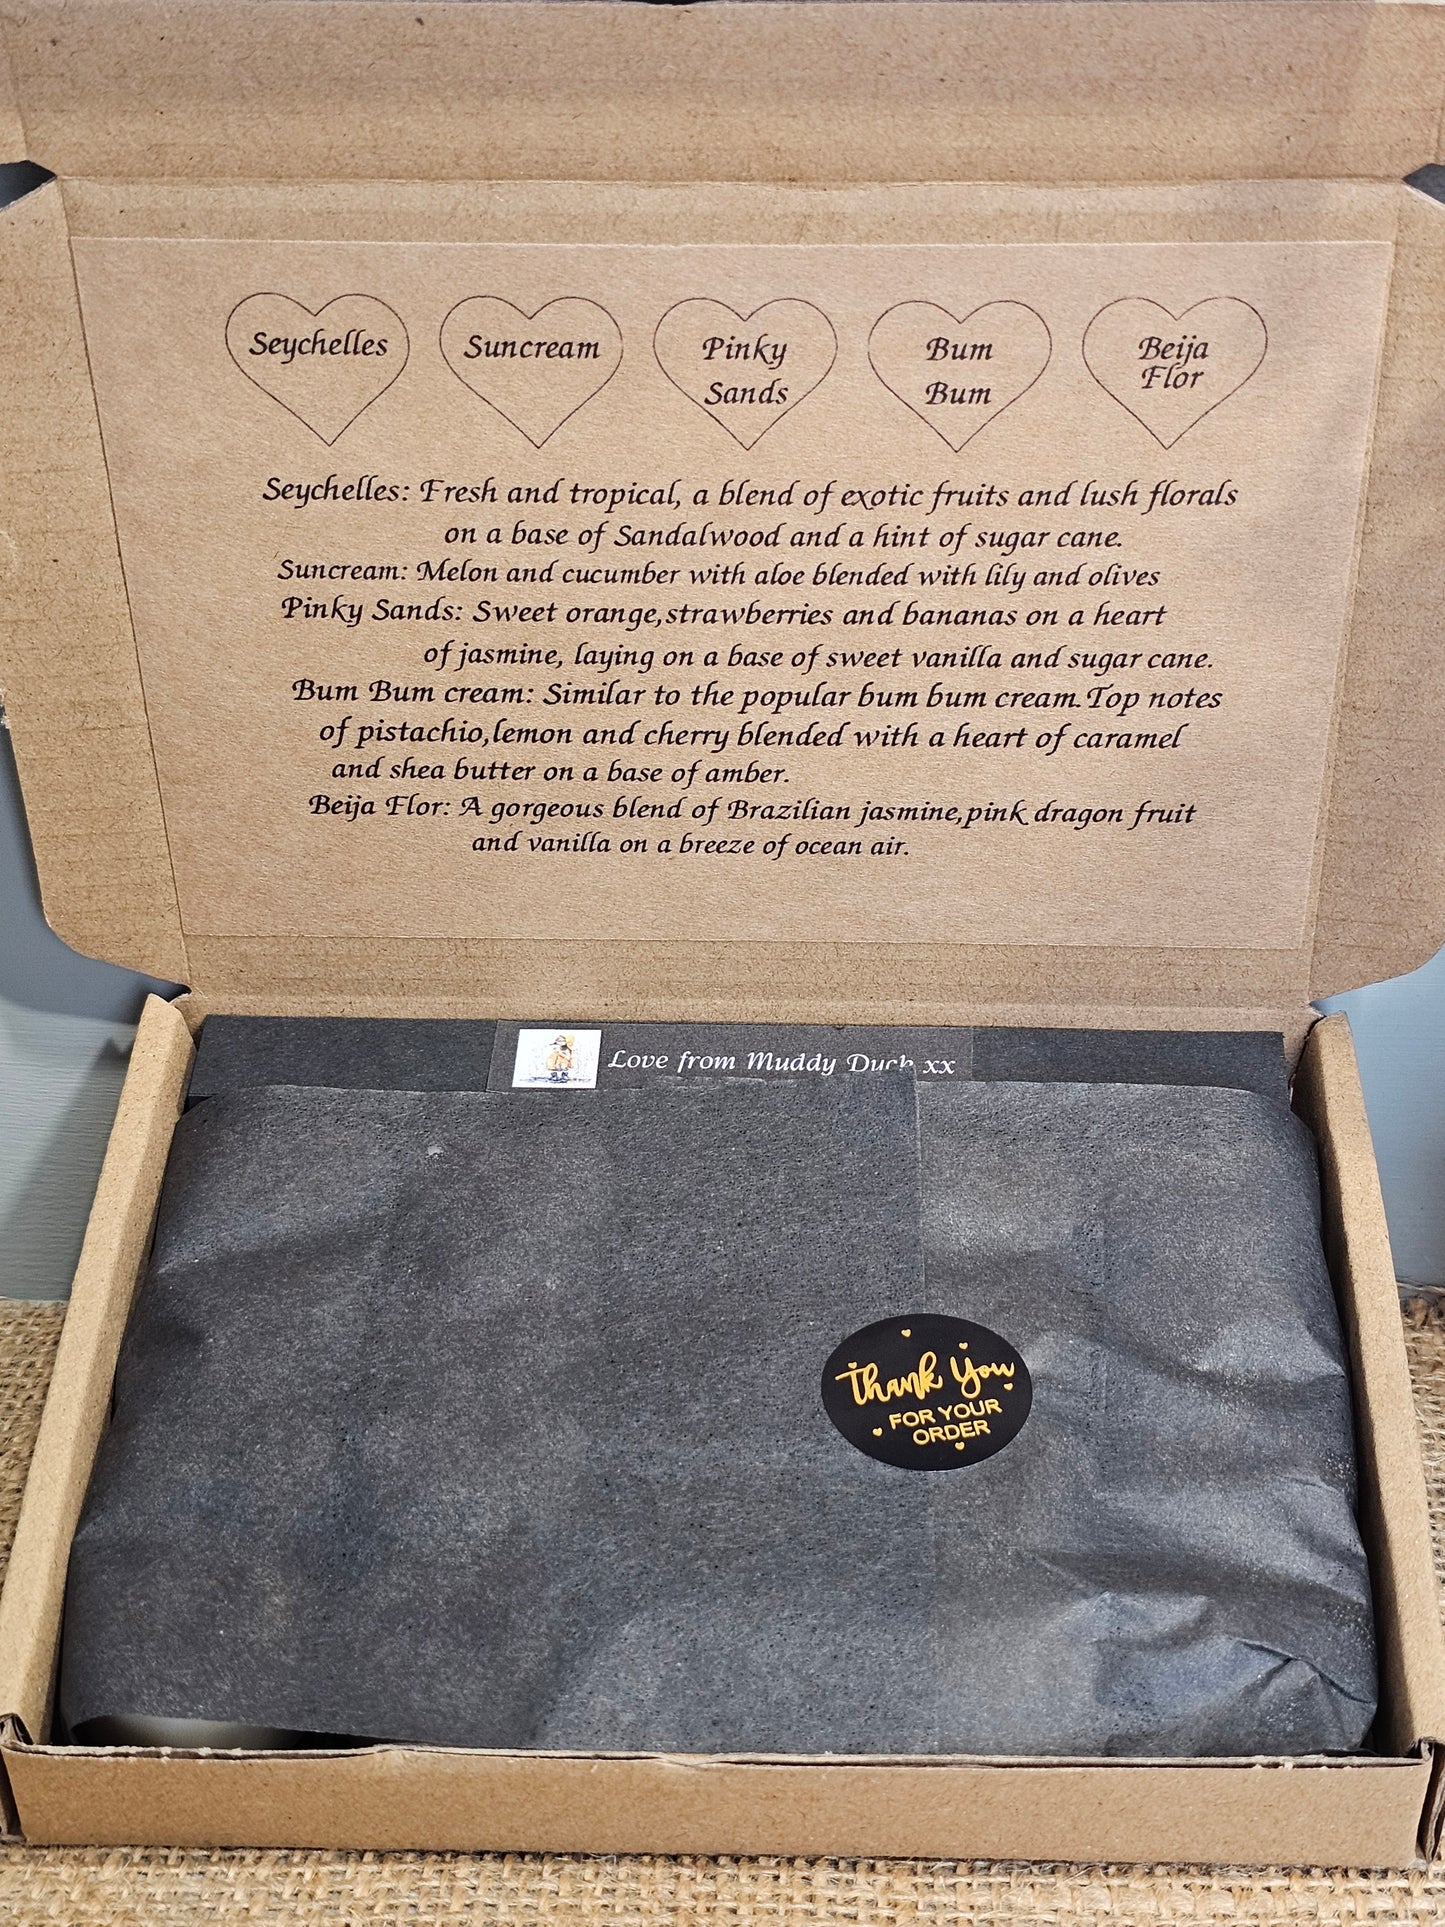 Seychelles
Suncream
Pinky
Sands
Bum
Bum
Beija
Flor
Seychelles: Fresh and tropical, a blend of exotic fruits and lush florals
on a base of Sandalwood and a hint of sugar cane.
Suncream: Melon and cucumber with aloe blended with lily and olives
Pinky Sands: Sweet orange,strawberries and bananas on a heart
of jasmine, laying on a base of sweet vanilla and sugar cane.
Bum Bum cream: Similar to the popular bum bum cream.Top notes
of pistachio,lemon and cherry blended with a heart of caramel
and shea butter on a base of amber.
Beija Flor: A gorgeous blend of Brazilian jasmine,pink dragon fruit
and vanilla on a breeze of ocean air.
Love from Muddy Duck xx
Thank You
FOR YOUR
ORDER